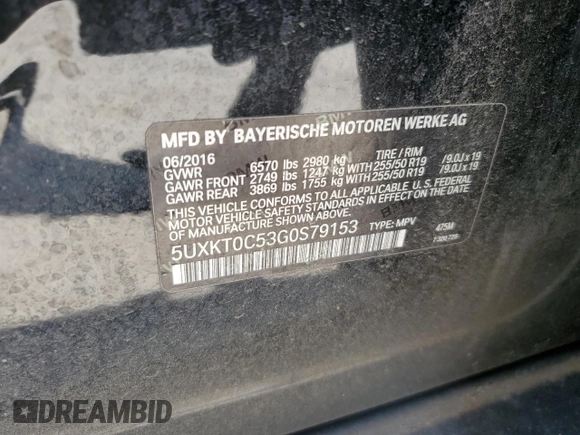 MFD BY BAYERISCHE MOTOREN WERKE AG
06/2016 TIRE / RIM
GVWR 6570 lbs 2980 kg
GAWR FRONT 2749 lbs 1247 kg WITH 255/50 R19 /9.0J x 19
GAWR REAR 3869 lbs 1755 kg WITH 255/50 R19 /9.0J x 19
THIS VEHICLE CONFORMS TO ALL APPLICABLE U.S. FEDERAL
MOTOR VEHICLE SAFETY STANDARDS IN EFFECT ON THE
DATE OF MANUFACTURE SHOWN ABOVE.
5UXKT0C53G0S79153 TYPE: MPV 475M
DREAMBID